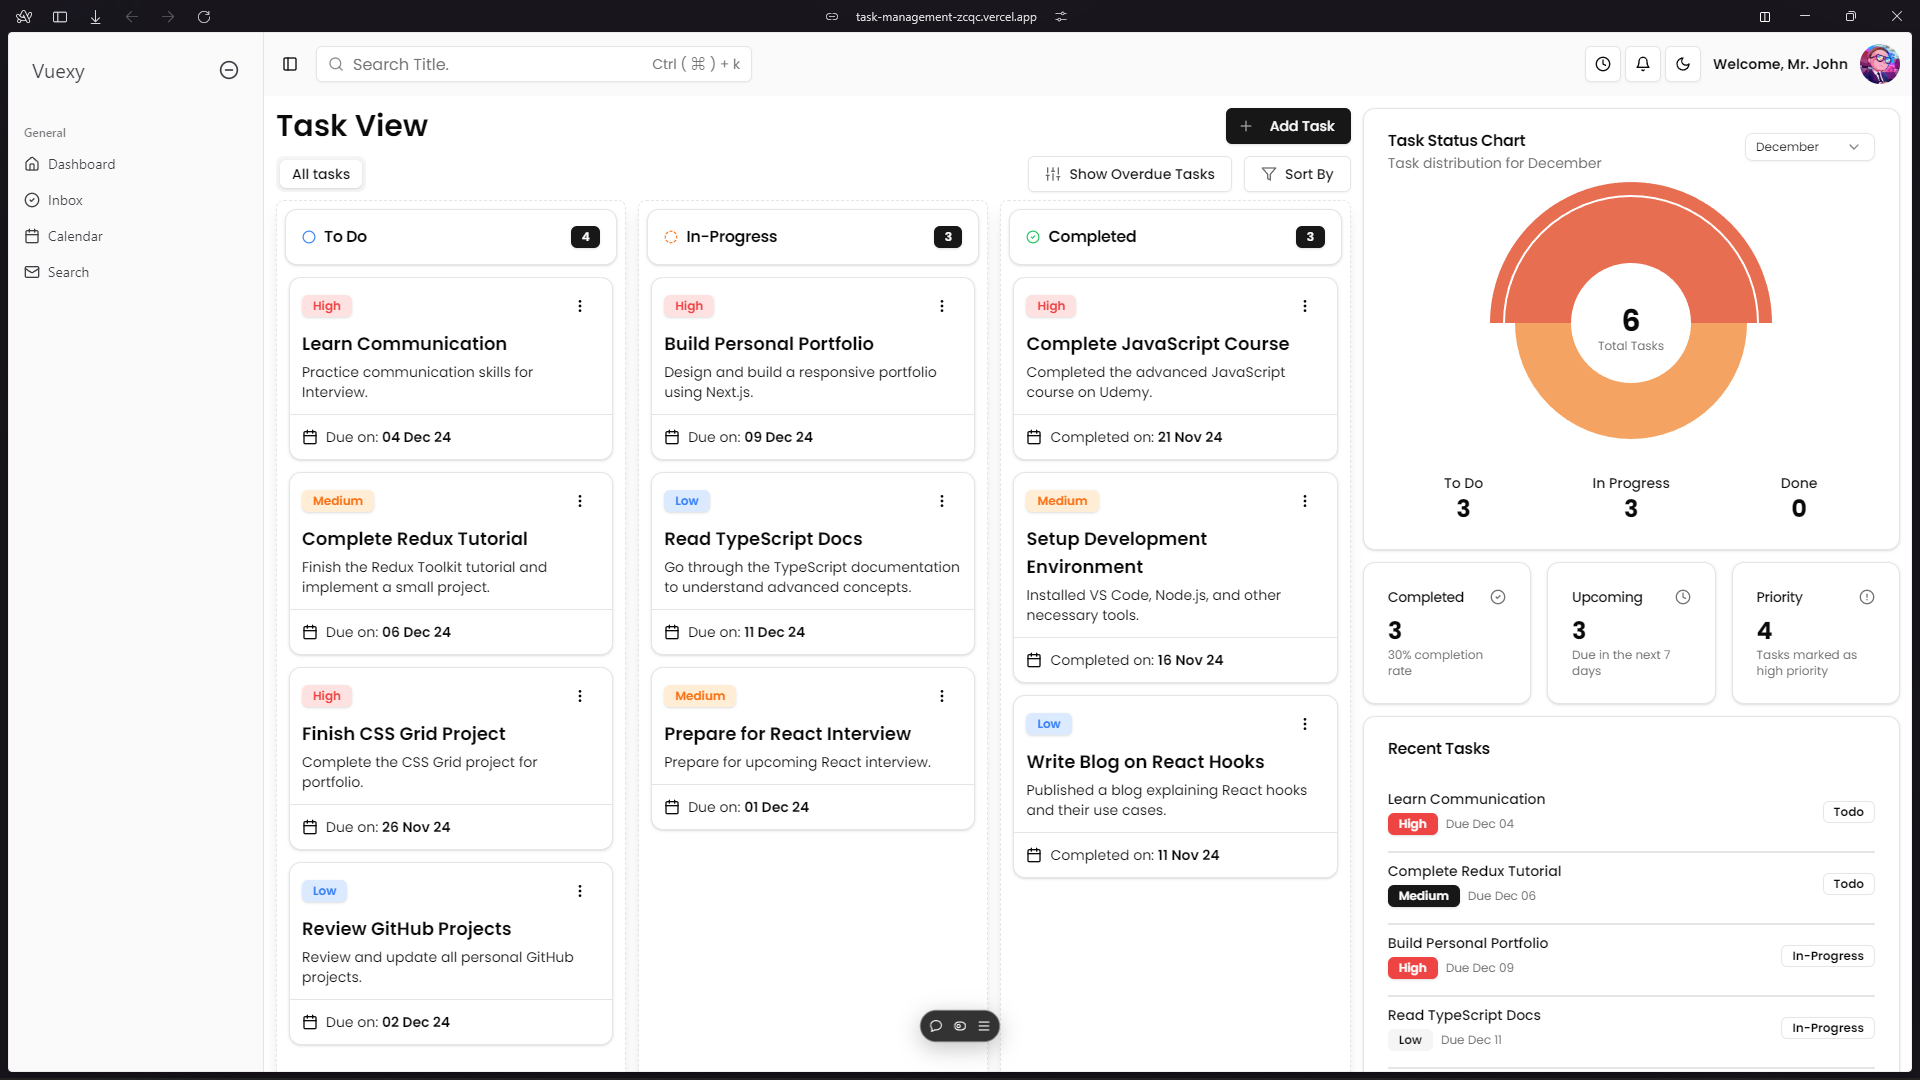 task-management-zcqc.vercel.app
Vuexy
Search Title.
Ctrl ( ⌘ ) + k
Welcome, Mr. John
General
Dashboard
Inbox
Calendar
Search
Task View
Add Task
All tasks
Show Overdue Tasks
Sort By
To Do
4
High
Learn Communication
Practice communication skills for
Interview.
Due on: 04 Dec 24
Medium
Complete Redux Tutorial
Finish the Redux Toolkit tutorial and
implement a small project.
Due on: 06 Dec 24
High
Finish CSS Grid Project
Complete the CSS Grid project for
portfolio.
Due on: 26 Nov 24
Low
Review GitHub Projects
Review and update all personal GitHub
projects.
Due on: 02 Dec 24
In-Progress
3
High
Build Personal Portfolio
Design and build a responsive portfolio
using Next.js.
Due on: 09 Dec 24
Low
Read TypeScript Docs
Go through the TypeScript documentation
to understand advanced concepts.
Due on: 11 Dec 24
Medium
Prepare for React Interview
Prepare for upcoming React interview.
Due on: 01 Dec 24
Completed
3
High
Complete JavaScript Course
Completed the advanced JavaScript
course on Udemy.
Completed on: 21 Nov 24
Medium
Setup Development
Environment
Installed VS Code, Node.js, and other
necessary tools.
Completed on: 16 Nov 24
Low
Write Blog on React Hooks
Published a blog explaining React hooks
and their use cases.
Completed on: 11 Nov 24
Task Status Chart
Task distribution for December
December
6
Total Tasks
To Do
3
In Progress
3
Done
0
Completed
3
30% completion
rate
Upcoming
3
Due in the next 7
days
Priority
4
Tasks marked as
high priority
Recent Tasks
Learn Communication
High Due Dec 04
Todo
Complete Redux Tutorial
Medium Due Dec 06
Todo
Build Personal Portfolio
High Due Dec 09
In-Progress
Read TypeScript Docs
Low Due Dec 11
In-Progress